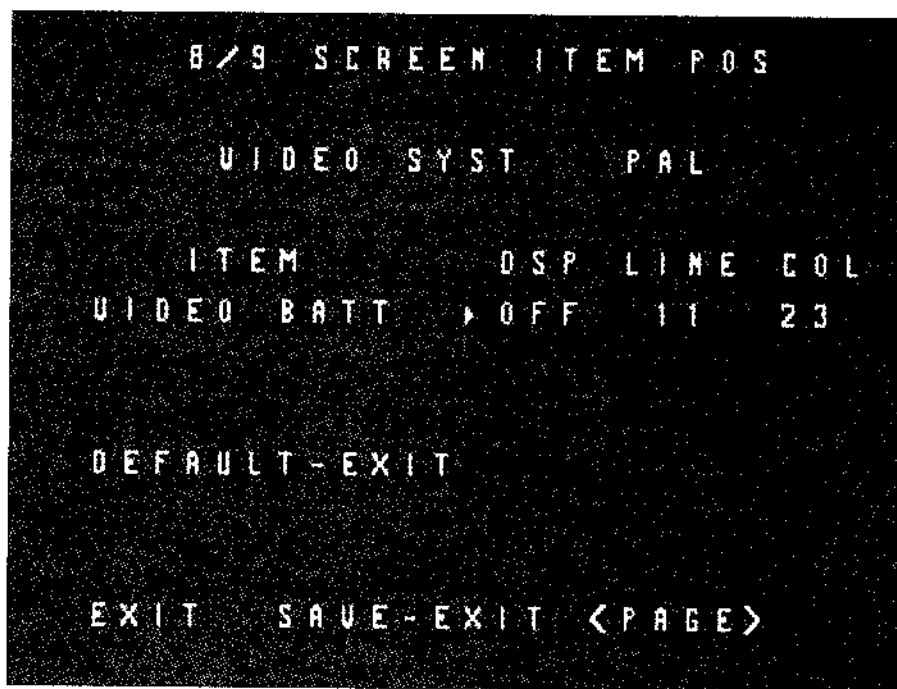 8/9 SCREEN ITEM POS
VIDEO SYST PAL
ITEM DSP LINE COL
VIDEO BATT ▸ OFF 11 23
DEFAULT-EXIT
EXIT SAVE-EXIT <PAGE>